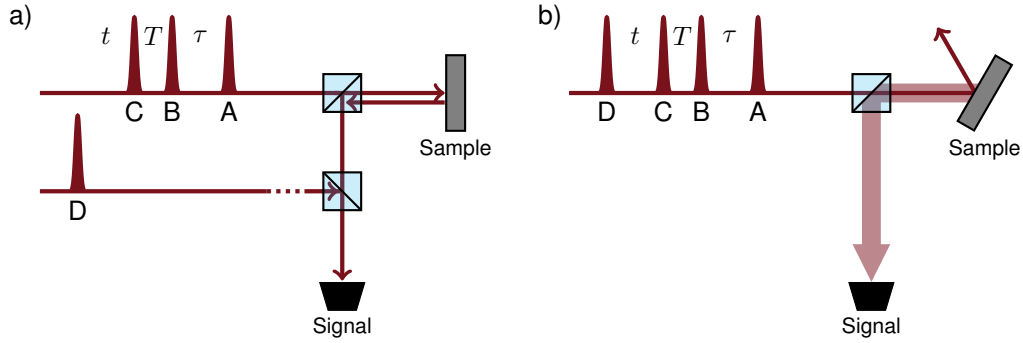 a)
t T τ
C B A
Sample
D
Signal
b)
t T τ
D C B A
Sample
Signal